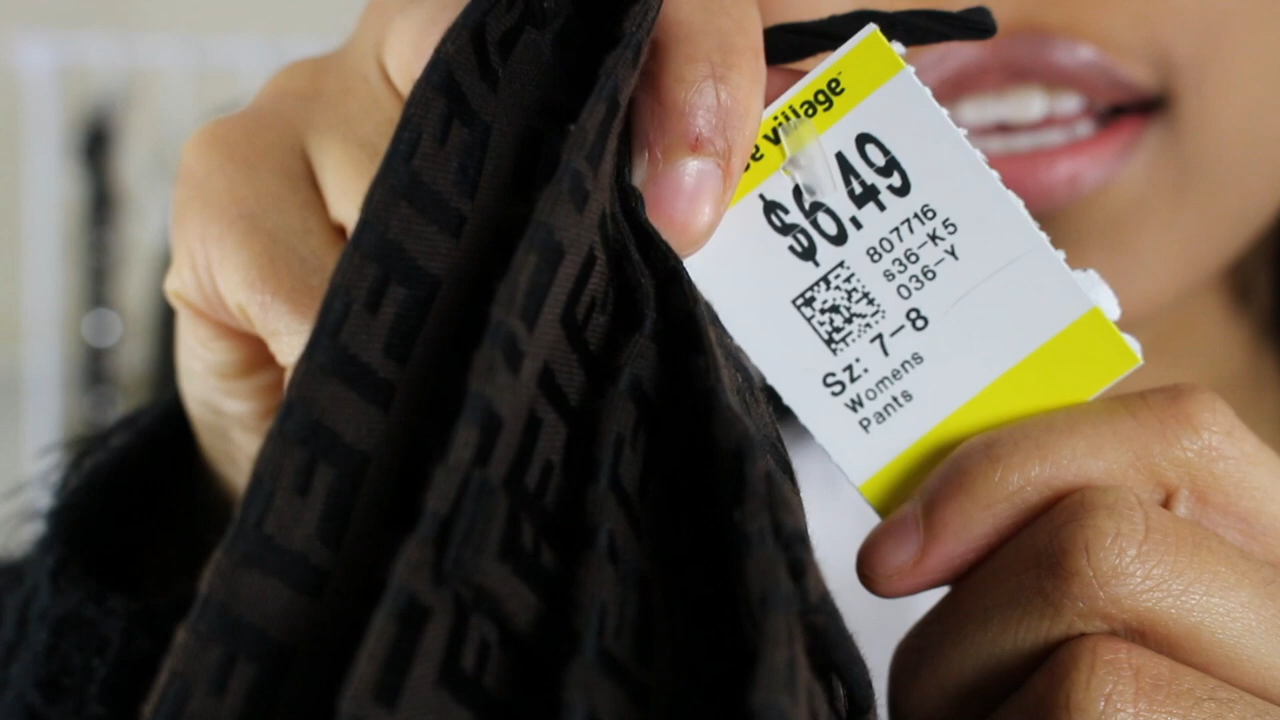 village
$6.49
807716
s36-K5
036-Y
Sz: 7-8
Womens
Pants